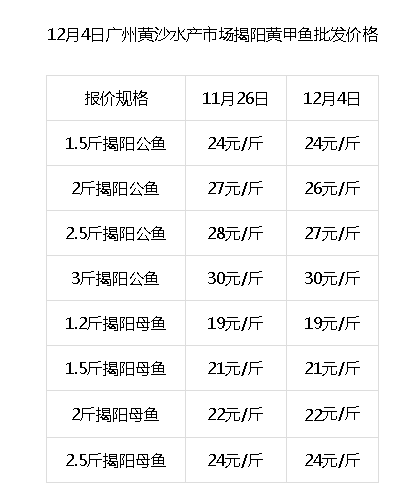 12月4日广州黄沙水产市场揭阳黄甲鱼批发价格
报价规格 11月26日 12月4日
1.5斤揭阳公鱼 24元/斤 24元/斤
2斤揭阳公鱼 27元/斤 26元/斤
2.5斤揭阳公鱼 28元/斤 27元/斤
3斤揭阳公鱼 30元/斤 30元/斤
1.2斤揭阳母鱼 19元/斤 19元/斤
1.5斤揭阳母鱼 21元/斤 21元/斤
2斤揭阳母鱼 22元/斤 22元/斤
2.5斤揭阳母鱼 24元/斤 24元/斤